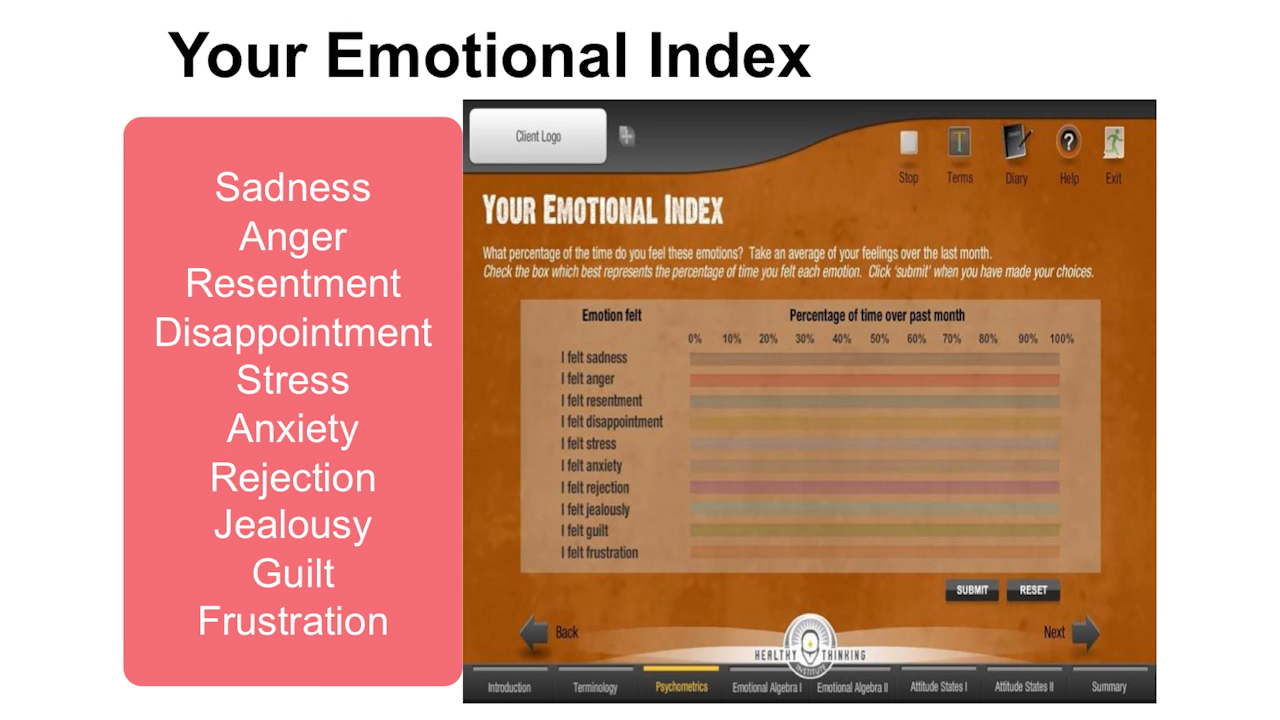 Your Emotional Index
Sadness
Anger
Resentment
Disappointment
Stress
Anxiety
Rejection
Jealousy
Guilt
Frustration
Client Logo
Stop Terms Diary Help Exit
YOUR EMOTIONAL INDEX
What percentage of the time do you feel these emotions? Take an average of your feelings over the last month.
Check the box which best represents the percentage of time you felt each emotion. Click 'submit' when you have made your choices.
Emotion felt Percentage of time over past month
0% 10% 20% 30% 40% 50% 60% 70% 80% 90% 100%
I felt sadness
I felt anger
I felt resentment
I felt disappointment
I felt stress
I felt anxiety
I felt rejection
I felt jealously
I felt guilt
I felt frustration
SUBMIT RESET
Back Next
HEALTHY THINKING
INSTITUTE
Introduction Terminology Psychometrics Emotional Algebra I Emotional Algebra II Attitude States I Attitude States II Summary